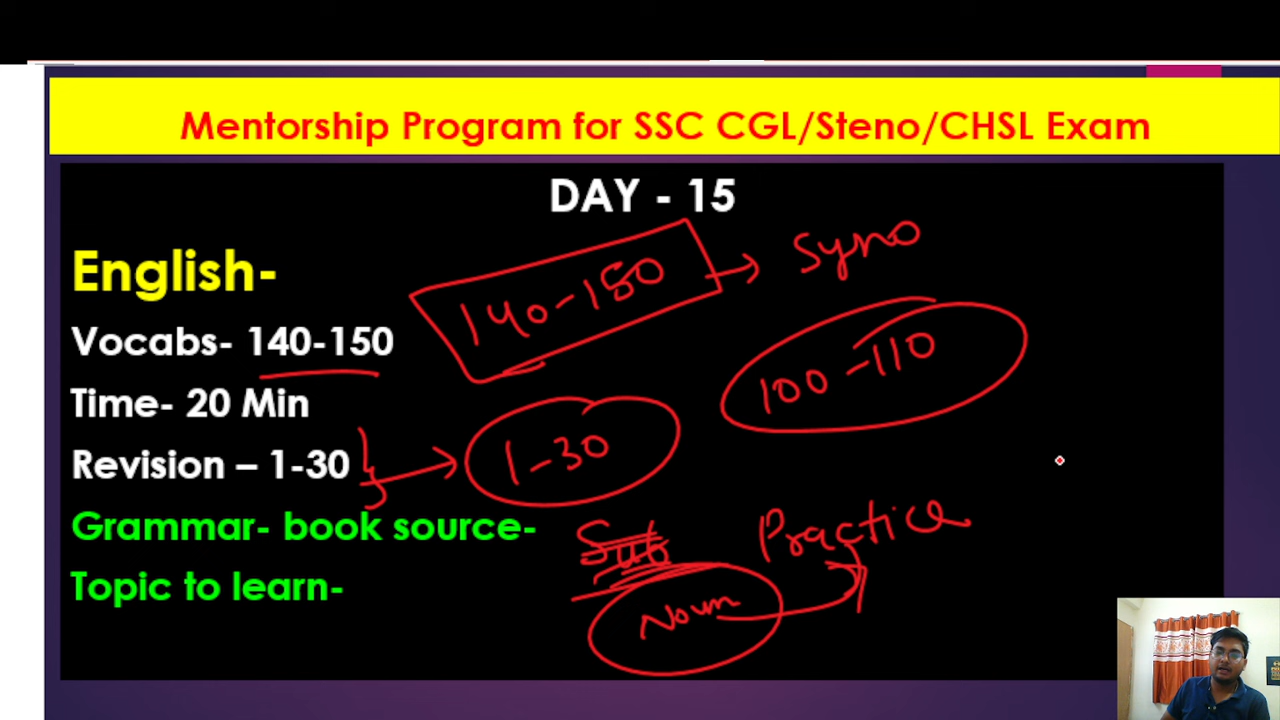 Mentorship Program for SSC CGL/Steno/CHSL Exam
DAY - 15
English-
140-150 → Syno
Vocabs- 140-150
100-110
Time- 20 Min
Revision – 1-30 → 1-30
Grammar- book source-
Sub
Practice
Topic to learn-
Noun